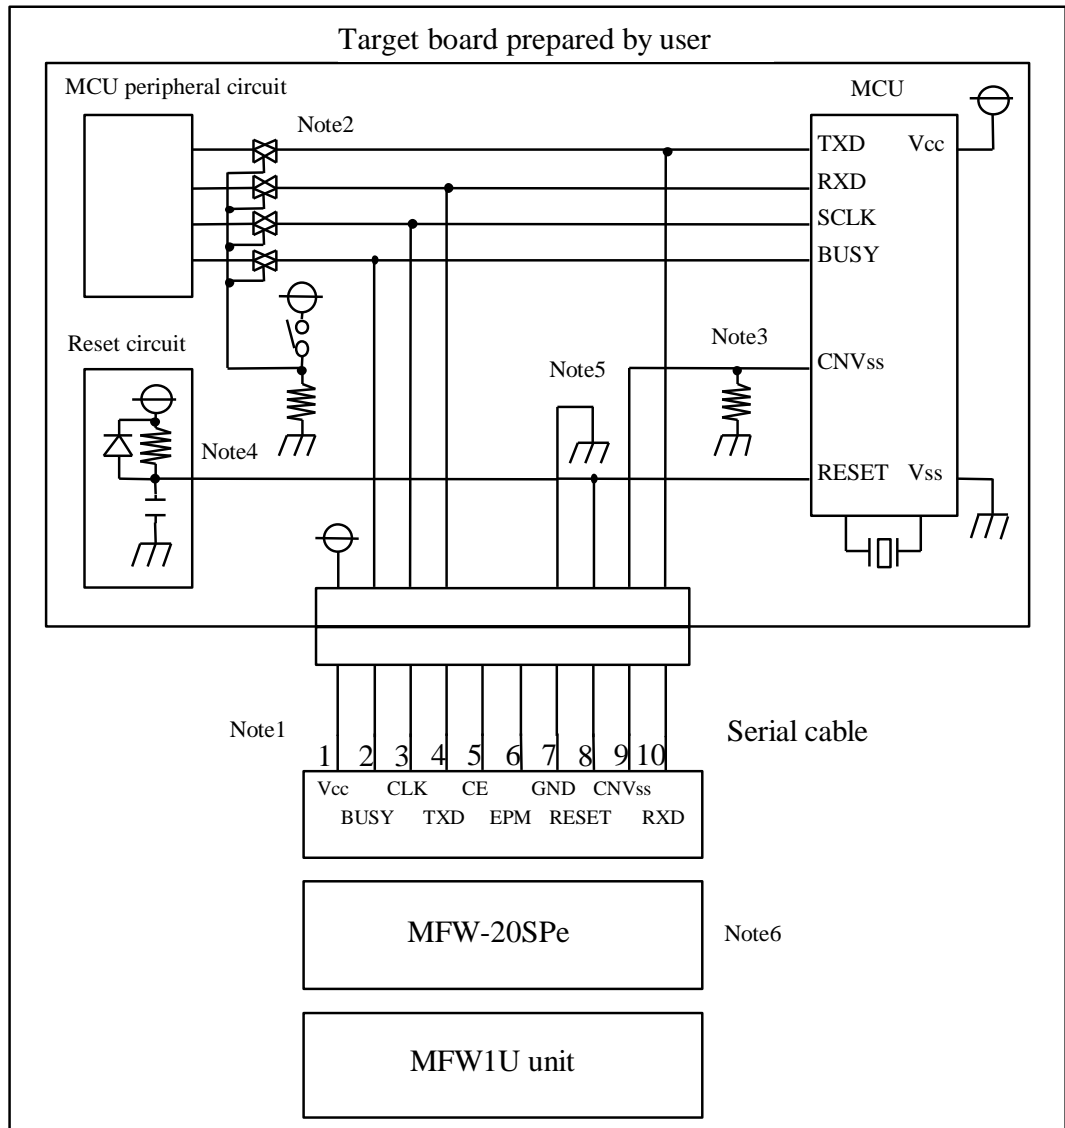 Target board prepared by user
MCU peripheral circuit
MCU
Note2
TXD
Vcc
RXD
SCLK
BUSY
Reset circuit
Note3
Note5
CNVss
Note4
RESET
Vss
Note1
Serial cable
1 2 3 4 5 6 7 8 9 10
Vcc CLK CE GND CNVss
BUSY TXD EPM RESET RXD
MFW-20SPe
Note6
MFW1U unit